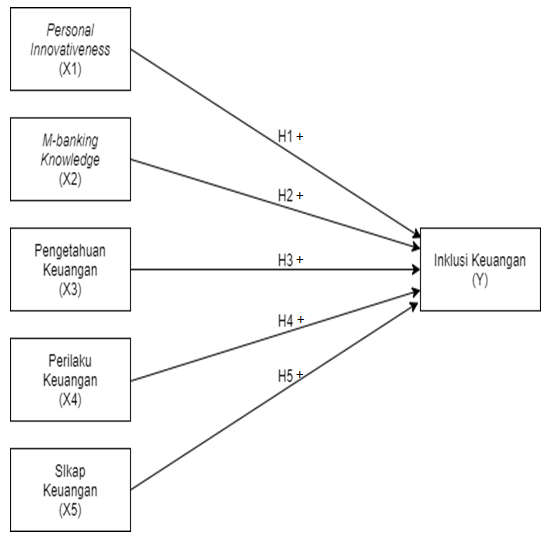 Personal
Innovativeness
(X1)
H1 +
M-banking
Knowledge
(X2)
H2 +
Pengetahuan
Keuangan
(X3)
H3 +
Inklusi Keuangan
(Y)
H4 +
Perilaku
Keuangan
(X4)
H5 +
SIkap
Keuangan
(X5)